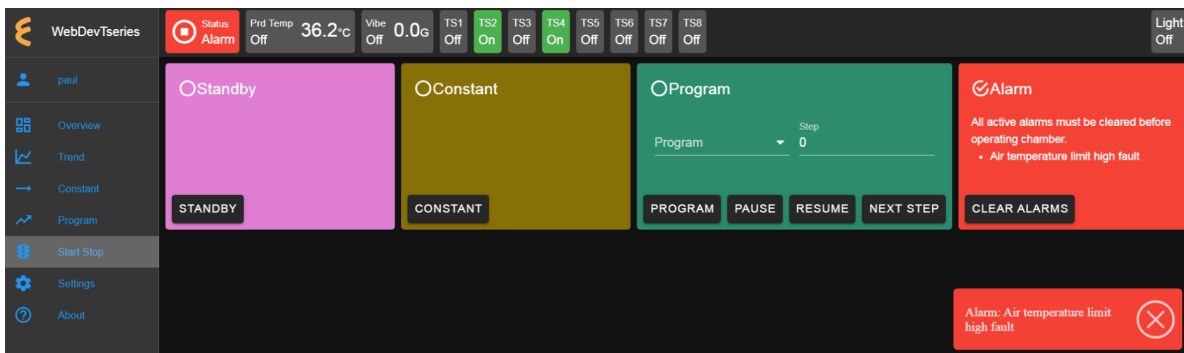 WebDevTseries
Status
Alarm
Prd Temp
Off
36.2°C
Vibe
Off
0.0G
TS1
Off
TS2
On
TS3
Off
TS4
On
TS5
Off
TS6
Off
TS7
Off
TS8
Off
Light
Off
paul
Overview
Trend
Constant
Program
Start Stop
Settings
About
Standby
STANDBY
Constant
CONSTANT
Program
Program
Step
0
PROGRAM
PAUSE
RESUME
NEXT STEP
Alarm
All active alarms must be cleared before
operating chamber.
• Air temperature limit high fault
CLEAR ALARMS
Alarm: Air temperature limit
high fault